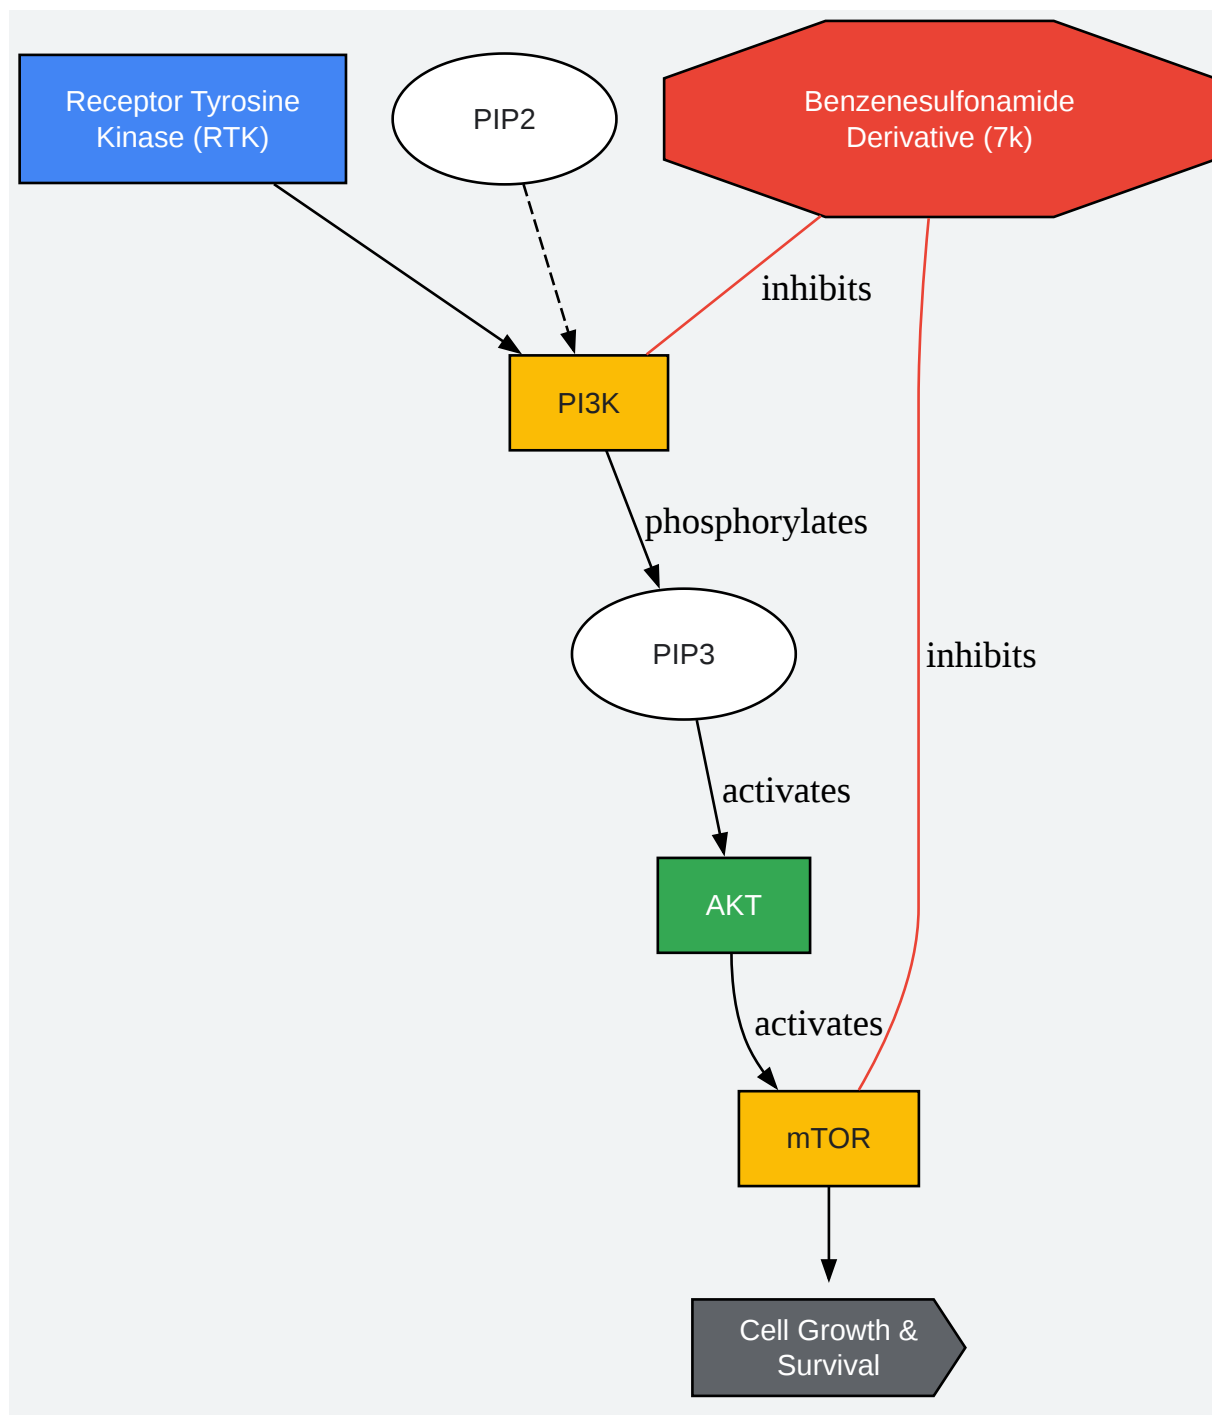 Receptor Tyrosine
Kinase (RTK)
PIP2
Benzenesulfonamide
Derivative (7k)
inhibits
PI3K
phosphorylates
PIP3
inhibits
activates
AKT
activates
mTOR
Cell Growth &
Survival